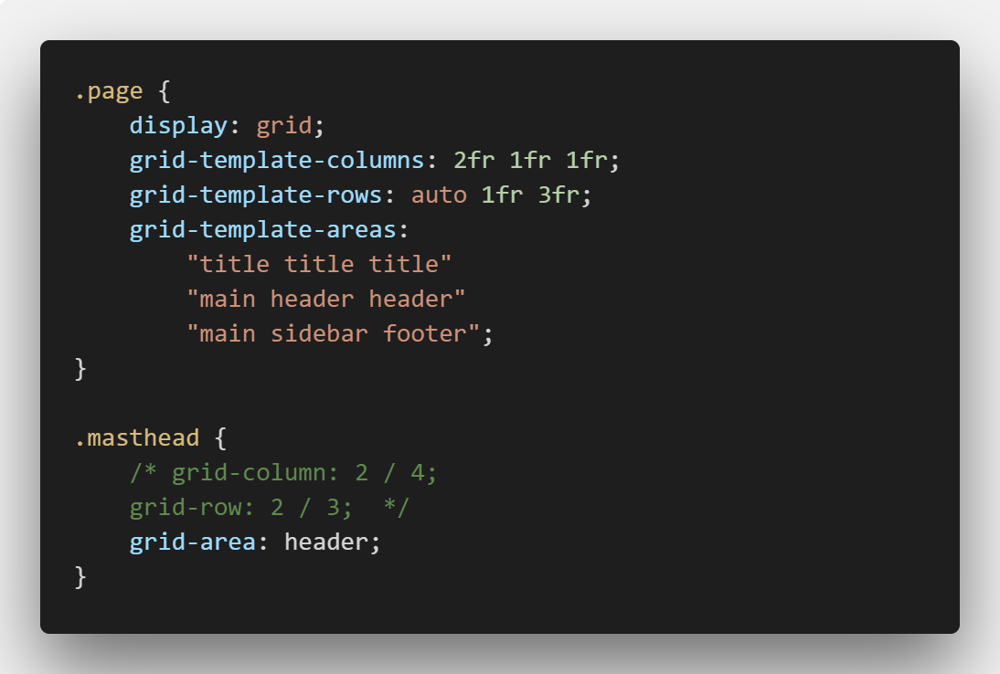 .page {
    display: grid;
    grid-template-columns: 2fr 1fr 1fr;
    grid-template-rows: auto 1fr 3fr;
    grid-template-areas:
        "title title title"
        "main header header"
        "main sidebar footer";
}

.masthead {
    /* grid-column: 2 / 4;
    grid-row: 2 / 3;  */
    grid-area: header;
}